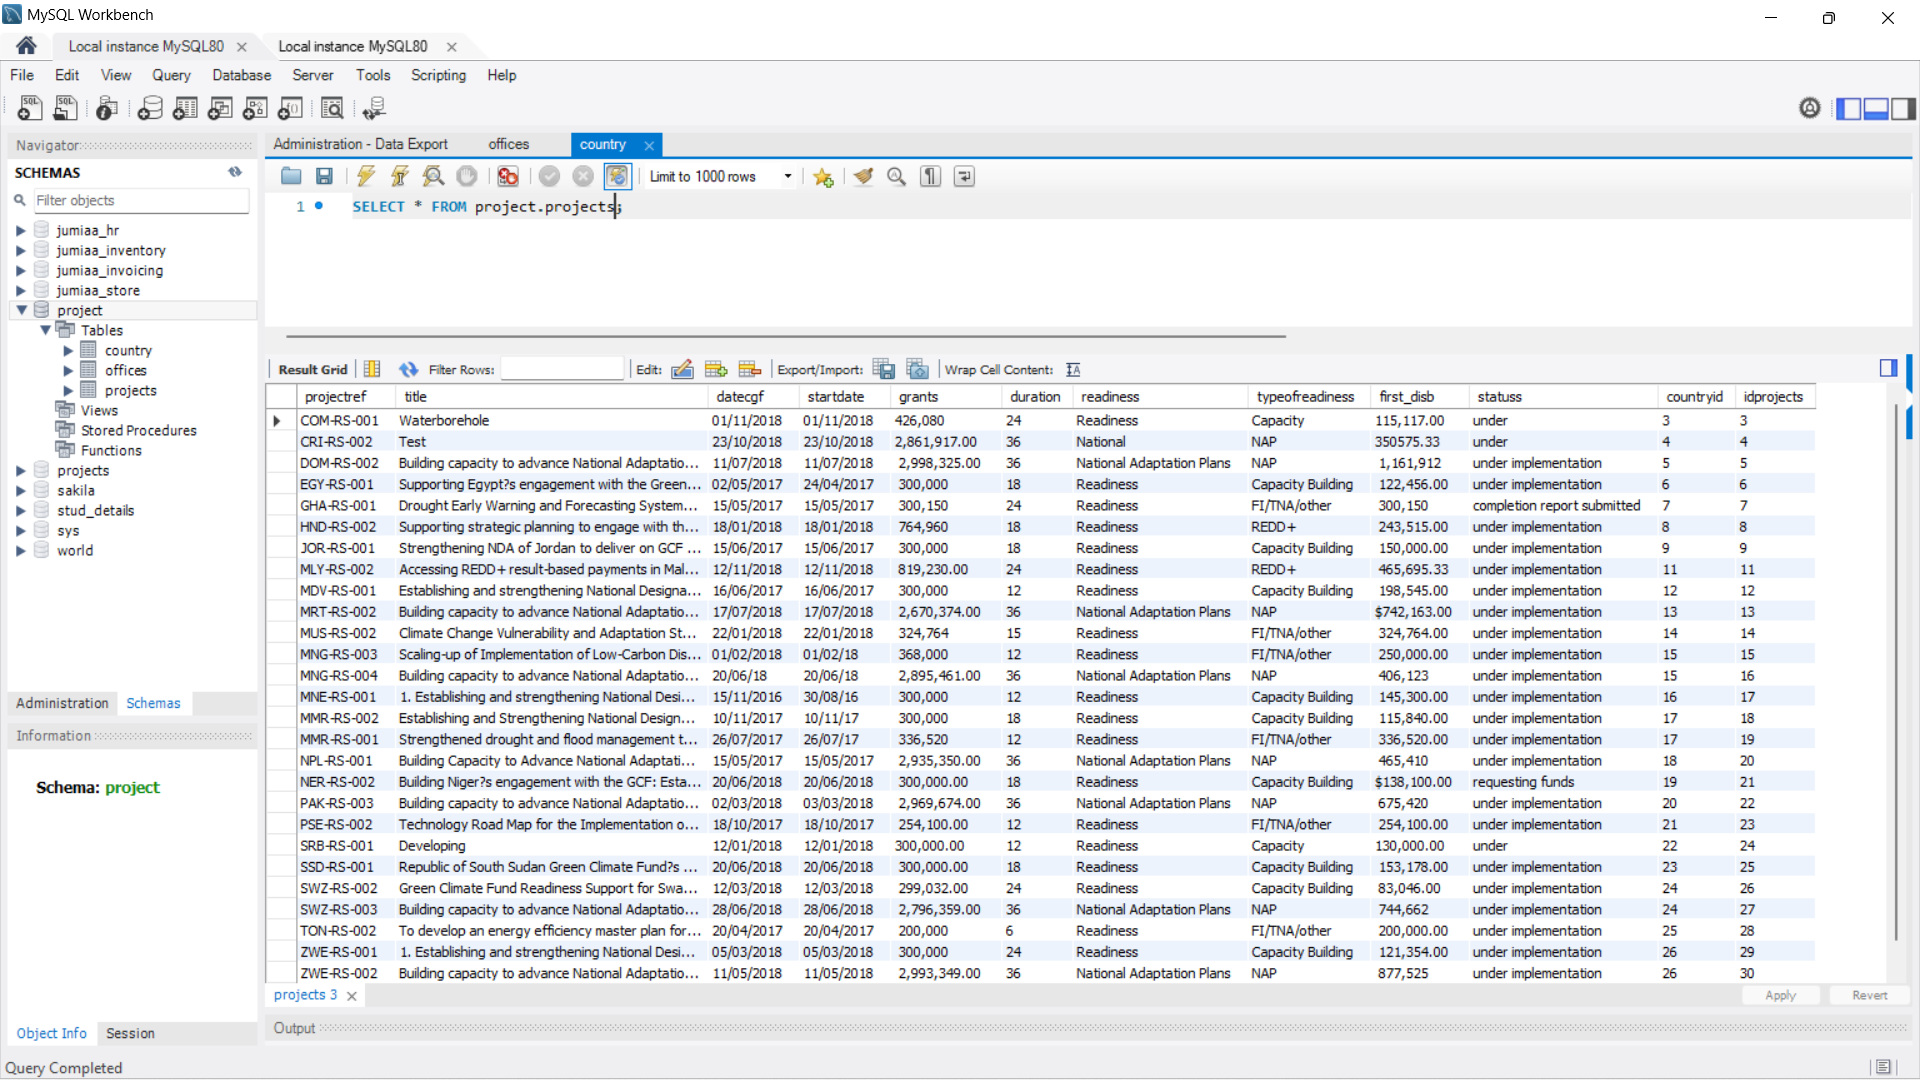 MySQL Workbench
Local instance MySQL80 Local instance MySQL80
File Edit View Query Database Server Tools Scripting Help
Navigator
SCHEMAS
Filter objects
jumiaa_hr
jumiaa_inventory
jumiaa_invoicing
jumiaa_store
project
Tables
country
offices
projects
Views
Stored Procedures
Functions
projects
sakila
stud_details
sys
world
Administration Schemas
Information
Schema: project
Object Info Session
Administration - Data Export offices country
Limit to 1000 rows
1 SELECT * FROM project.projects;
Result Grid Filter Rows: Edit: Export/Import: Wrap Cell Content:
projectref title datecgf startdate grants duration readiness typeofreadiness first_disb statuss countryid idprojects
COM-RS-001 Waterborehole 01/11/2018 01/11/2018 426,080 24 Readiness Capacity 115,117.00 under 3 3
CRI-RS-002 Test 23/10/2018 23/10/2018 2,861,917.00 36 National NAP 350575.33 under 4 4
DOM-RS-002 Building capacity to advance National Adaptatio... 11/07/2018 11/07/2018 2,998,325.00 36 National Adaptation Plans NAP 1,161,912 under implementation 5 5
EGY-RS-001 Supporting Egypt?s engagement with the Green... 02/05/2017 24/04/2017 300,000 18 Readiness Capacity Building 122,456.00 under implementation 6 6
GHA-RS-001 Drought Early Warning and Forecasting System... 15/05/2017 15/05/2017 300,150 24 Readiness FI/TNA/other 300,150 completion report submitted 7 7
HND-RS-002 Supporting strategic planning to engage with th... 18/01/2018 18/01/2018 764,960 18 Readiness REDD+ 243,515.00 under implementation 8 8
JOR-RS-001 Strengthening NDA of Jordan to deliver on GCF ... 15/06/2017 15/06/2017 300,000 18 Readiness Capacity Building 150,000.00 under implementation 9 9
MLY-RS-002 Accessing REDD+ result-based payments in Mal... 12/11/2018 12/11/2018 819,230.00 24 Readiness REDD+ 465,695.33 under implementation 11 11
MDV-RS-001 Establishing and strengthening National Designa... 16/06/2017 16/06/2017 300,000 12 Readiness Capacity Building 198,545.00 under implementation 12 12
MRT-RS-002 Building capacity to advance National Adaptatio... 17/07/2018 17/07/2018 2,670,374.00 36 National Adaptation Plans NAP $742,163.00 under implementation 13 13
MUS-RS-002 Climate Change Vulnerability and Adaptation St... 22/01/2018 22/01/2018 324,764 15 Readiness FI/TNA/other 324,764.00 under implementation 14 14
MNG-RS-003 Scaling-up of Implementation of Low-Carbon Dis... 01/02/2018 01/02/18 368,000 12 Readiness FI/TNA/other 250,000.00 under implementation 15 15
MNG-RS-004 Building capacity to advance National Adaptatio... 20/06/18 20/06/18 2,895,461.00 36 National Adaptation Plans NAP 406,123 under implementation 15 16
MNE-RS-001 1. Establishing and strengthening National Desi... 15/11/2016 30/08/16 300,000 12 Readiness Capacity Building 145,300.00 under implementation 16 17
MMR-RS-002 Establishing and Strengthening National Design... 10/11/2017 10/11/17 300,000 18 Readiness Capacity Building 115,840.00 under implementation 17 18
MMR-RS-001 Strengthened drought and flood management t... 26/07/2017 26/07/17 336,520 12 Readiness FI/TNA/other 336,520.00 under implementation 17 19
NPL-RS-001 Building Capacity to Advance National Adaptati... 15/05/2017 15/05/2017 2,935,350.00 36 National Adaptation Plans NAP 465,410 under implementation 18 20
NER-RS-002 Building Niger?s engagement with the GCF: Esta... 20/06/2018 20/06/2018 300,000.00 18 Readiness Capacity Building $138,100.00 requesting funds 19 21
PAK-RS-003 Building capacity to advance National Adaptatio... 02/03/2018 03/03/2018 2,969,674.00 36 National Adaptation Plans NAP 675,420 under implementation 20 22
PSE-RS-002 Technology Road Map for the Implementation o... 18/10/2017 18/10/2017 254,100.00 12 Readiness FI/TNA/other 254,100.00 under implementation 21 23
SRB-RS-001 Developing 12/01/2018 12/01/2018 300,000.00 12 Readiness Capacity 130,000.00 under 22 24
SSD-RS-001 Republic of South Sudan Green Climate Fund?s ... 20/06/2018 20/06/2018 300,000.00 18 Readiness Capacity Building 153,178.00 under implementation 23 25
SWZ-RS-002 Green Climate Fund Readiness Support for Swa... 12/03/2018 12/03/2018 299,032.00 24 Readiness Capacity Building 83,046.00 under implementation 24 26
SWZ-RS-003 Building capacity to advance National Adaptatio... 28/06/2018 28/06/2018 2,796,359.00 36 National Adaptation Plans NAP 744,662 under implementation 24 27
TON-RS-002 To develop an energy efficiency master plan for... 20/04/2017 20/04/2017 200,000 6 Readiness FI/TNA/other 200,000.00 under implementation 25 28
ZWE-RS-001 1. Establishing and strengthening National Desi... 05/03/2018 05/03/2018 300,000 24 Readiness Capacity Building 121,354.00 under implementation 26 29
ZWE-RS-002 Building capacity to advance National Adaptatio... 11/05/2018 11/05/2018 2,993,349.00 36 National Adaptation Plans NAP 877,525 under implementation 26 30
projects 3 Apply Revert
Output
Query Completed